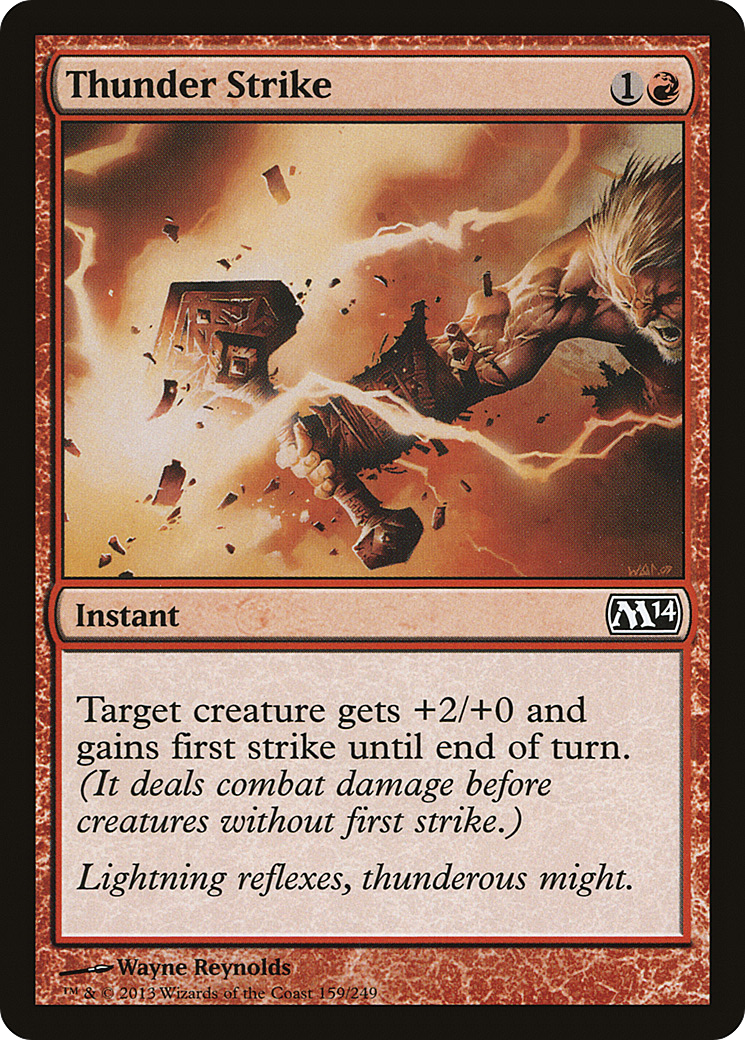 Thunder Strike
1
Instant
M14
Target creature gets +2/+0 and
gains first strike until end of turn.
(It deals combat damage before
creatures without first strike.)
Lightning reflexes, thunderous might.
Wayne Reynolds
™ & © 2013 Wizards of the Coast 159/249